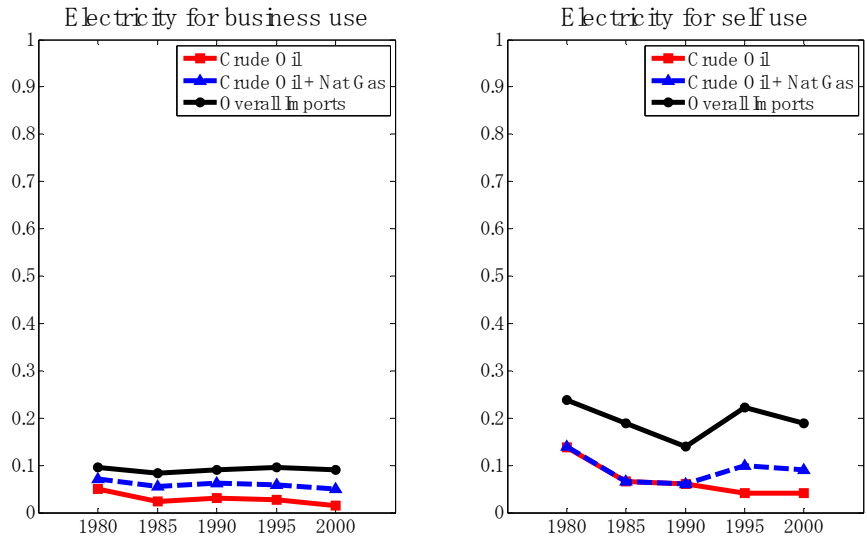 Electricity for business use
1
0.9
0.8
0.7
0.6
0.5
0.4
0.3
0.2
0.1
0
1980 1985 1990 1995 2000
Crude Oil
Crude Oil + Nat Gas
Overall Imports
Electricity for self use
1
0.9
0.8
0.7
0.6
0.5
0.4
0.3
0.2
0.1
0
1980 1985 1990 1995 2000
Crude Oil
Crude Oil + Nat Gas
Overall Imports